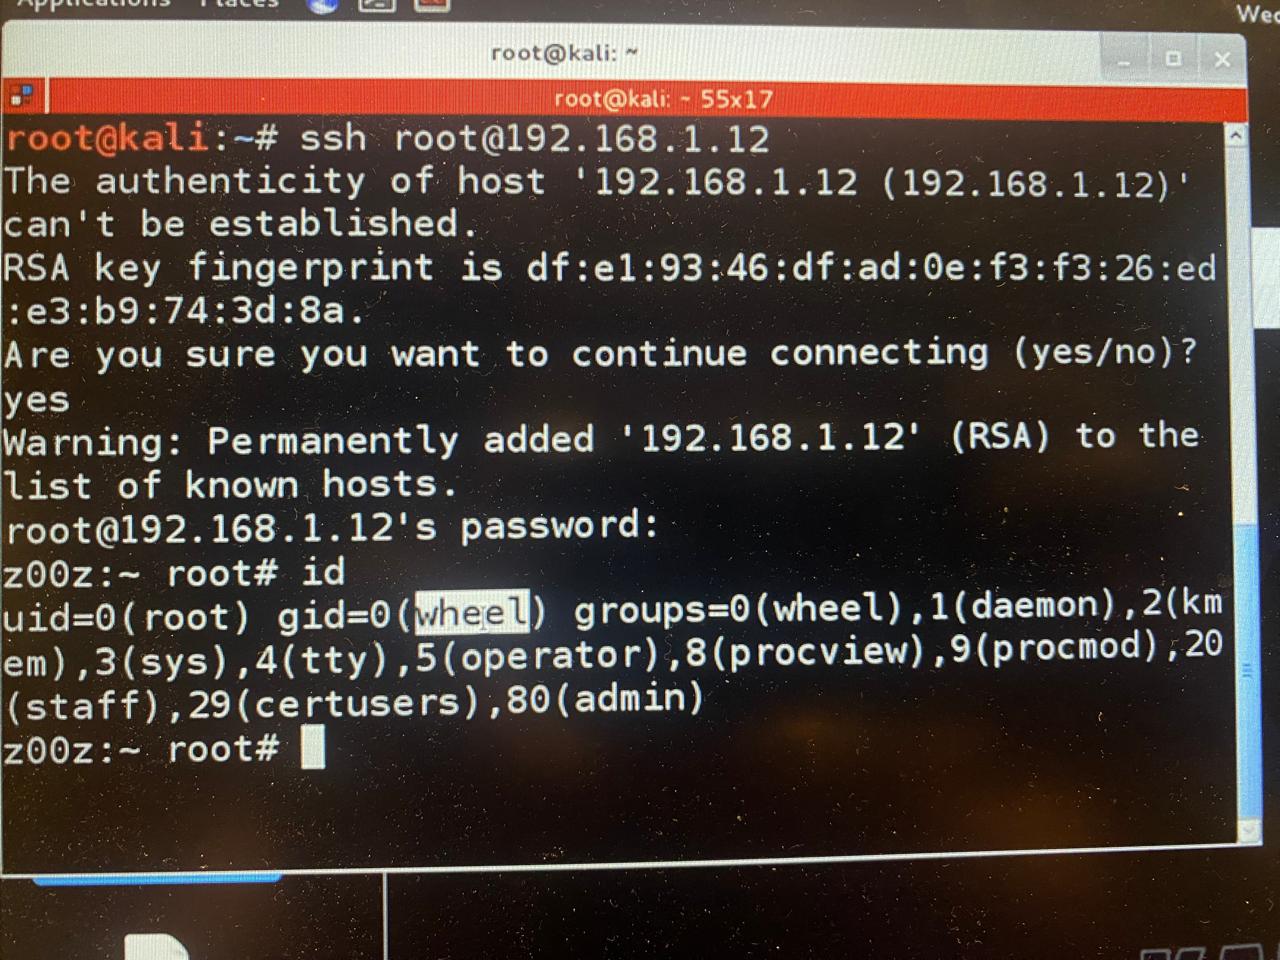 Applications Places
Wed
root@kali: ~
root@kali: ~ 55x17
root@kali:~# ssh root@192.168.1.12
The authenticity of host '192.168.1.12 (192.168.1.12)'
can't be established.
RSA key fingerprint is df:e1:93:46:df:ad:0e:f3:f3:26:ed
:e3:b9:74:3d:8a.
Are you sure you want to continue connecting (yes/no)?
yes
Warning: Permanently added '192.168.1.12' (RSA) to the
list of known hosts.
root@192.168.1.12's password:
z00z:~ root# id
uid=0(root) gid=0(wheel) groups=0(wheel),1(daemon),2(km
em),3(sys),4(tty),5(operator),8(procview),9(procmod),20
(staff),29(certusers),80(admin)
z00z:~ root#